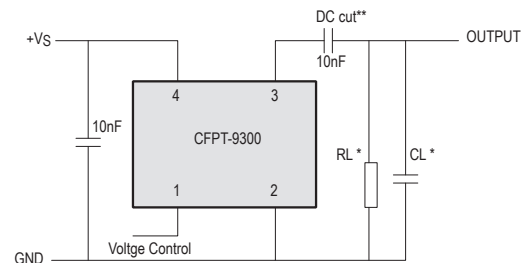 DC cut**
+VS
OUTPUT
10nF
4
3
10nF
CFPT-9300
RL *
CL *
1
2
Voltge Control
GND